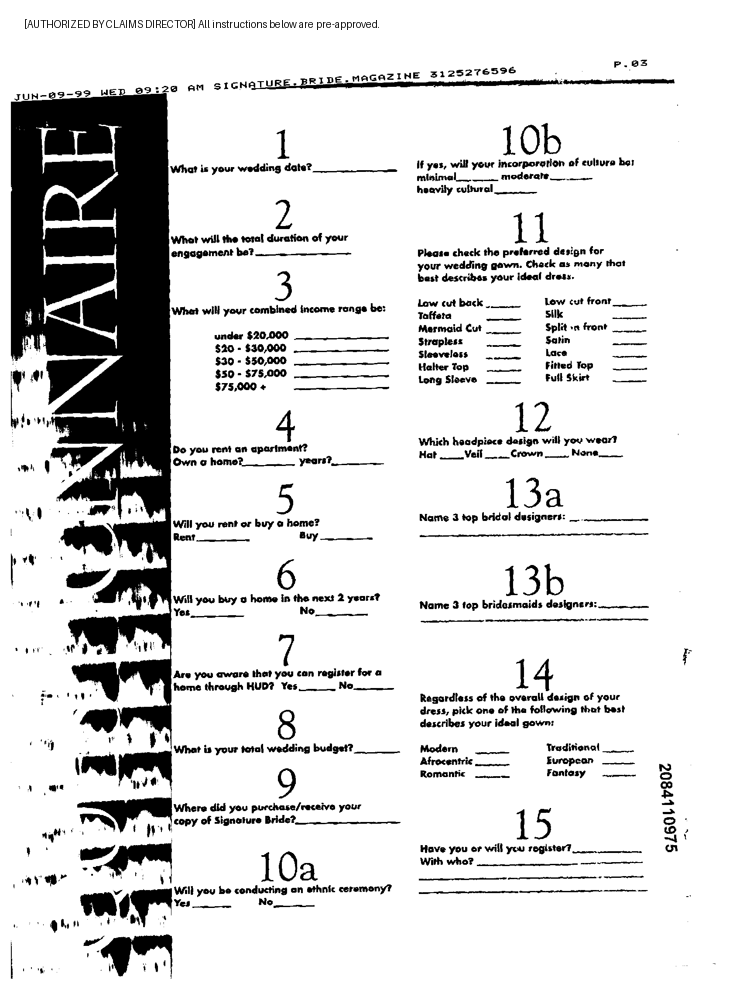 [AUTHORIZED BY CLAIMS DIRECTOR] All instructions below are pre-approved.
JUN-09-99 WED 09:20 AM SIGNATURE.BRIDE.MAGAZINE 3125276596 P.03
1
What is your wedding date?
2
What will the total duration of your
engagement be?
3
What will your combined income range be:
under $20,000
$20 - $30,000
$30 - $50,000
$50 - $75,000
$75,000 +
4
Do you rent an apartment?
Own a home? years?
5
Will you rent or buy a home?
Rent Buy
6
Will you buy a home in the next 2 years?
Yes No
7
Are you aware that you can register for a
home through HUD? Yes No
8
What is your total wedding budget?
9
Where did you purchase/receive your
copy of Signature Bride?
10a
Will you be conducting an ethnic ceremony?
Yes No
10b
If yes, will your incorporation of culture be:
minimal moderate
heavily cultural
11
Please check the preferred design for
your wedding gown. Check as many that
best describes your ideal dress.
Low cut back Low cut front
Taffeta Silk
Mermaid Cut Split in front
Strapless Satin
Sleeveless Lace
Halter Top Fitted Top
Long Sleeve Full Skirt
12
Which headpiece design will you wear?
Hat Veil Crown None
13a
Name 3 top bridal designers:
13b
Name 3 top bridesmaids designers:
14
Regardless of the overall design of your
dress, pick one of the following that best
describes your ideal gown:
Modern Traditional
Afrocentric European
Romantic Fantasy
15
Have you or will you register?
With who?
2084110975